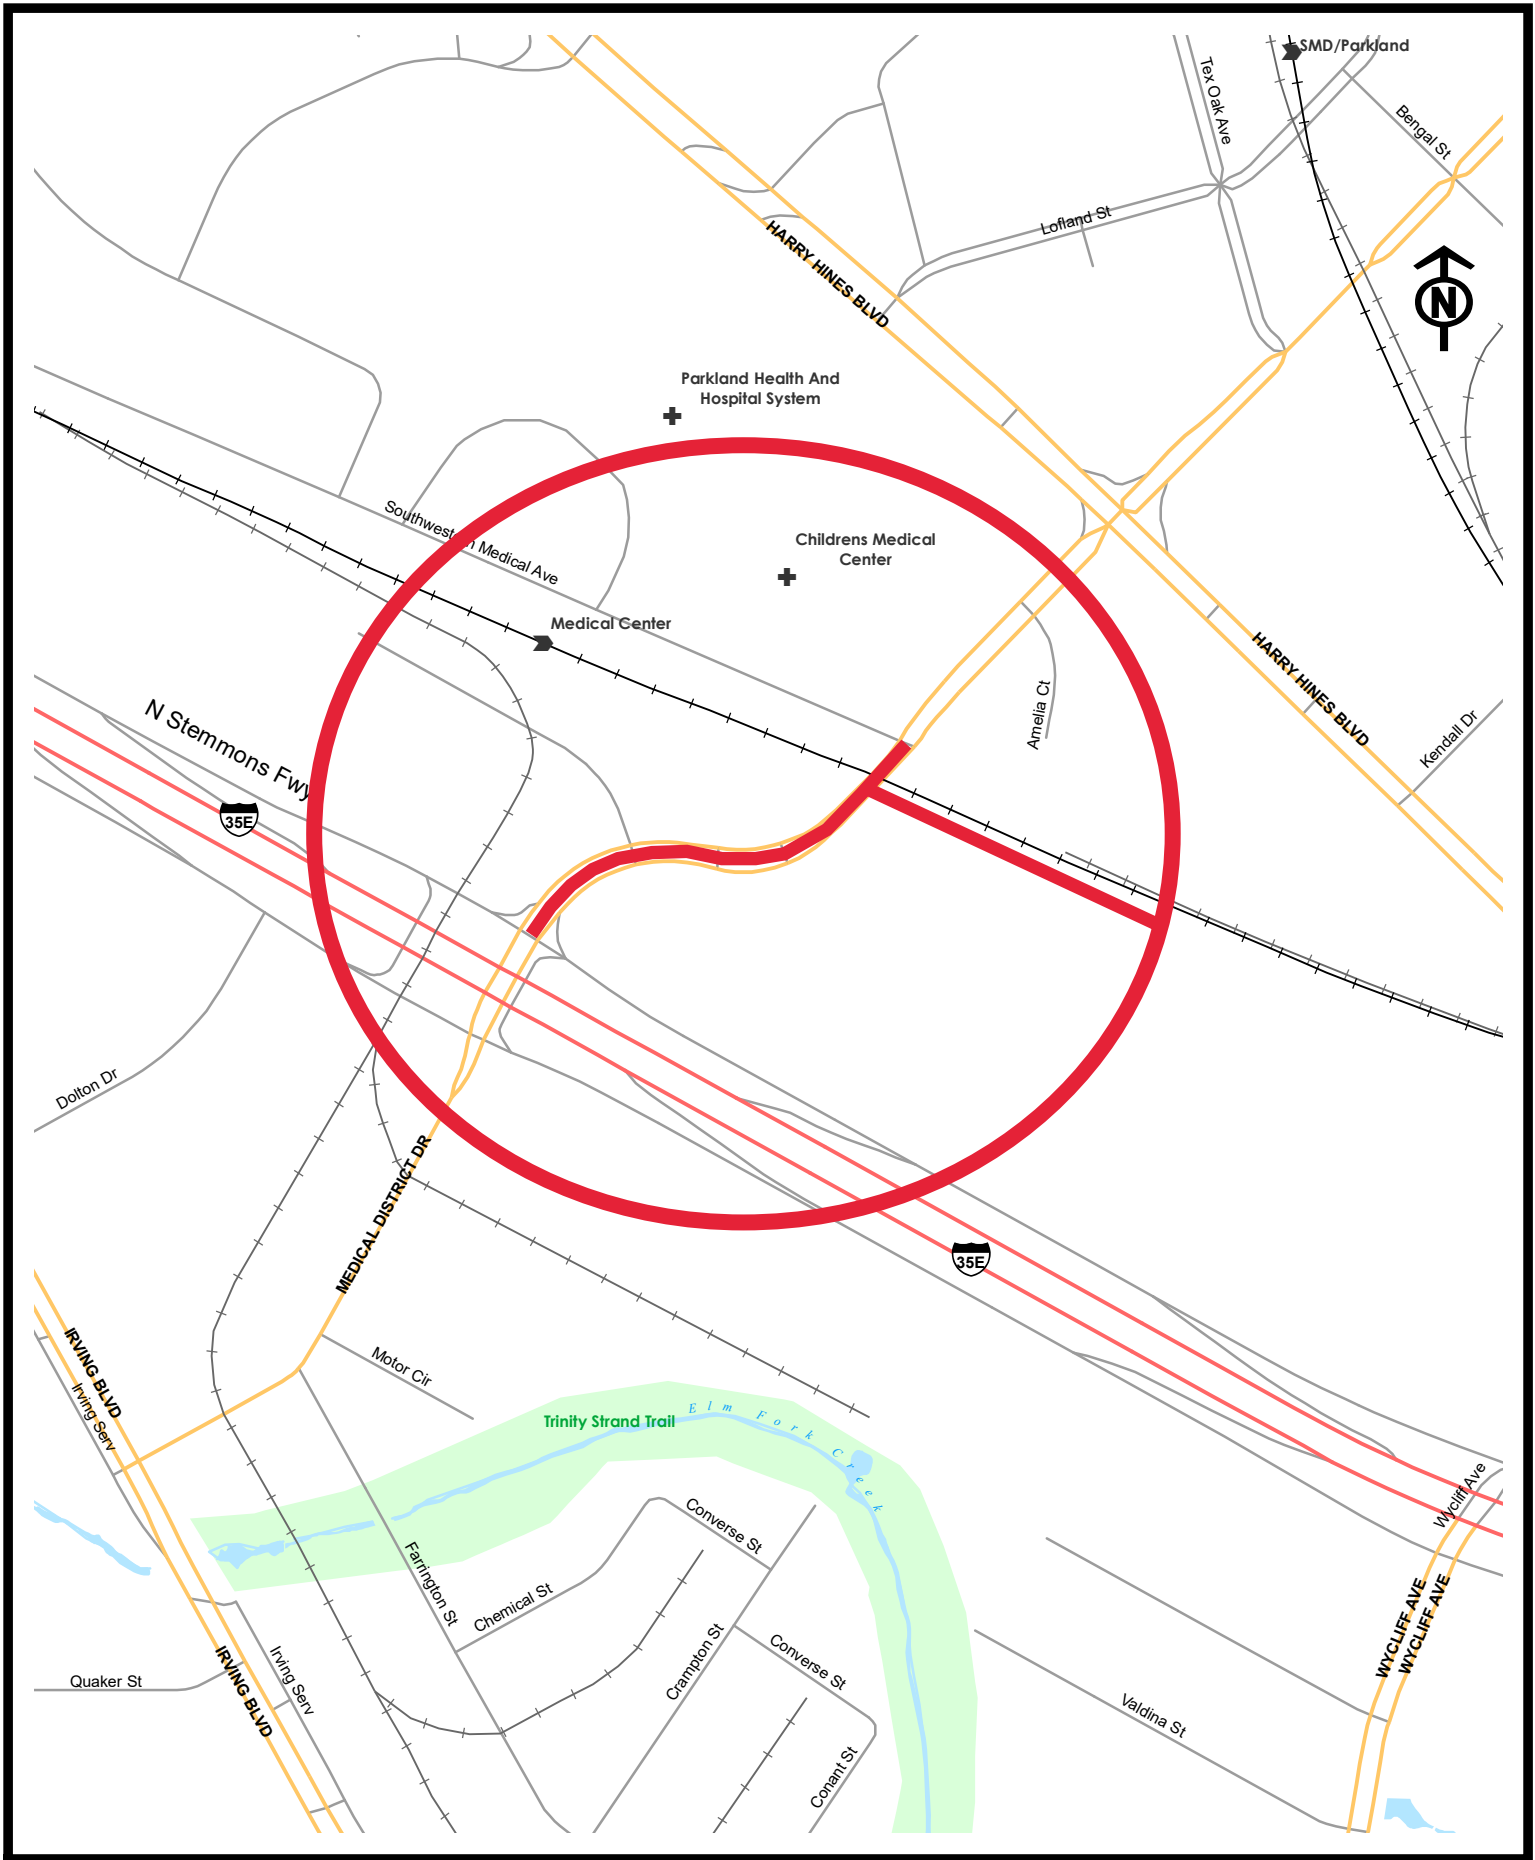 SMD/Parkland
Tex Oak Ave
Bengal St
Lofland St
HARRY HINES BLVD
N
Parkland Health And
Hospital System
Southwestern Medical Ave
Childrens Medical
Center
Medical Center
HARRY HINES BLVD
Amelia Ct
Kendall Dr
N Stemmons Fwy
35E
Dolton Dr
MEDICAL DISTRICT DR
35E
IRVING BLVD
Irving Serv
Motor Cir
Trinity Strand Trail
Elm Fork Creek
Wycliff Ave
Converse St
Farrington St
Chemical St
WYCLIFF AVE
WYCLIFF AVE
Crampton St
Converse St
Quaker St
Irving Serv
IRVING BLVD
Valdina St
Conant St